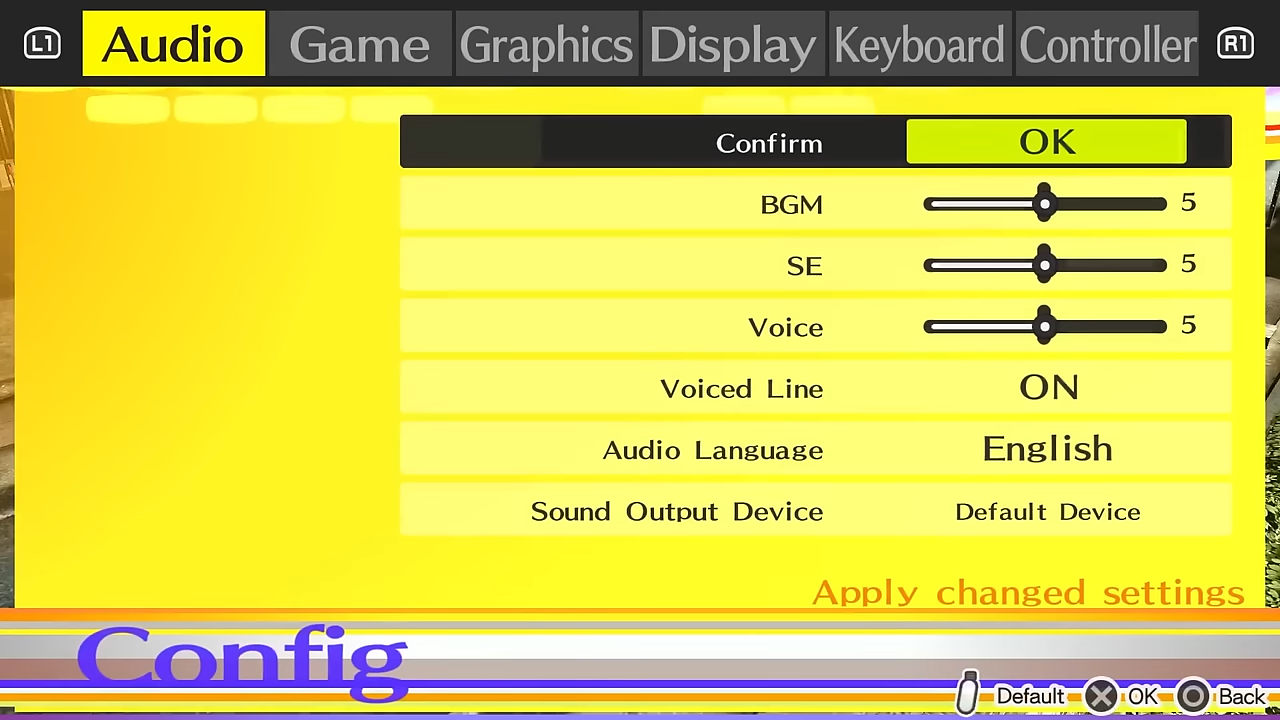 L1 Audio Game Graphics Display Keyboard Controller R1
Confirm OK
BGM 5
SE 5
Voice 5
Voiced Line ON
Audio Language English
Sound Output Device Default Device
Apply changed settings
Config
Default OK Back